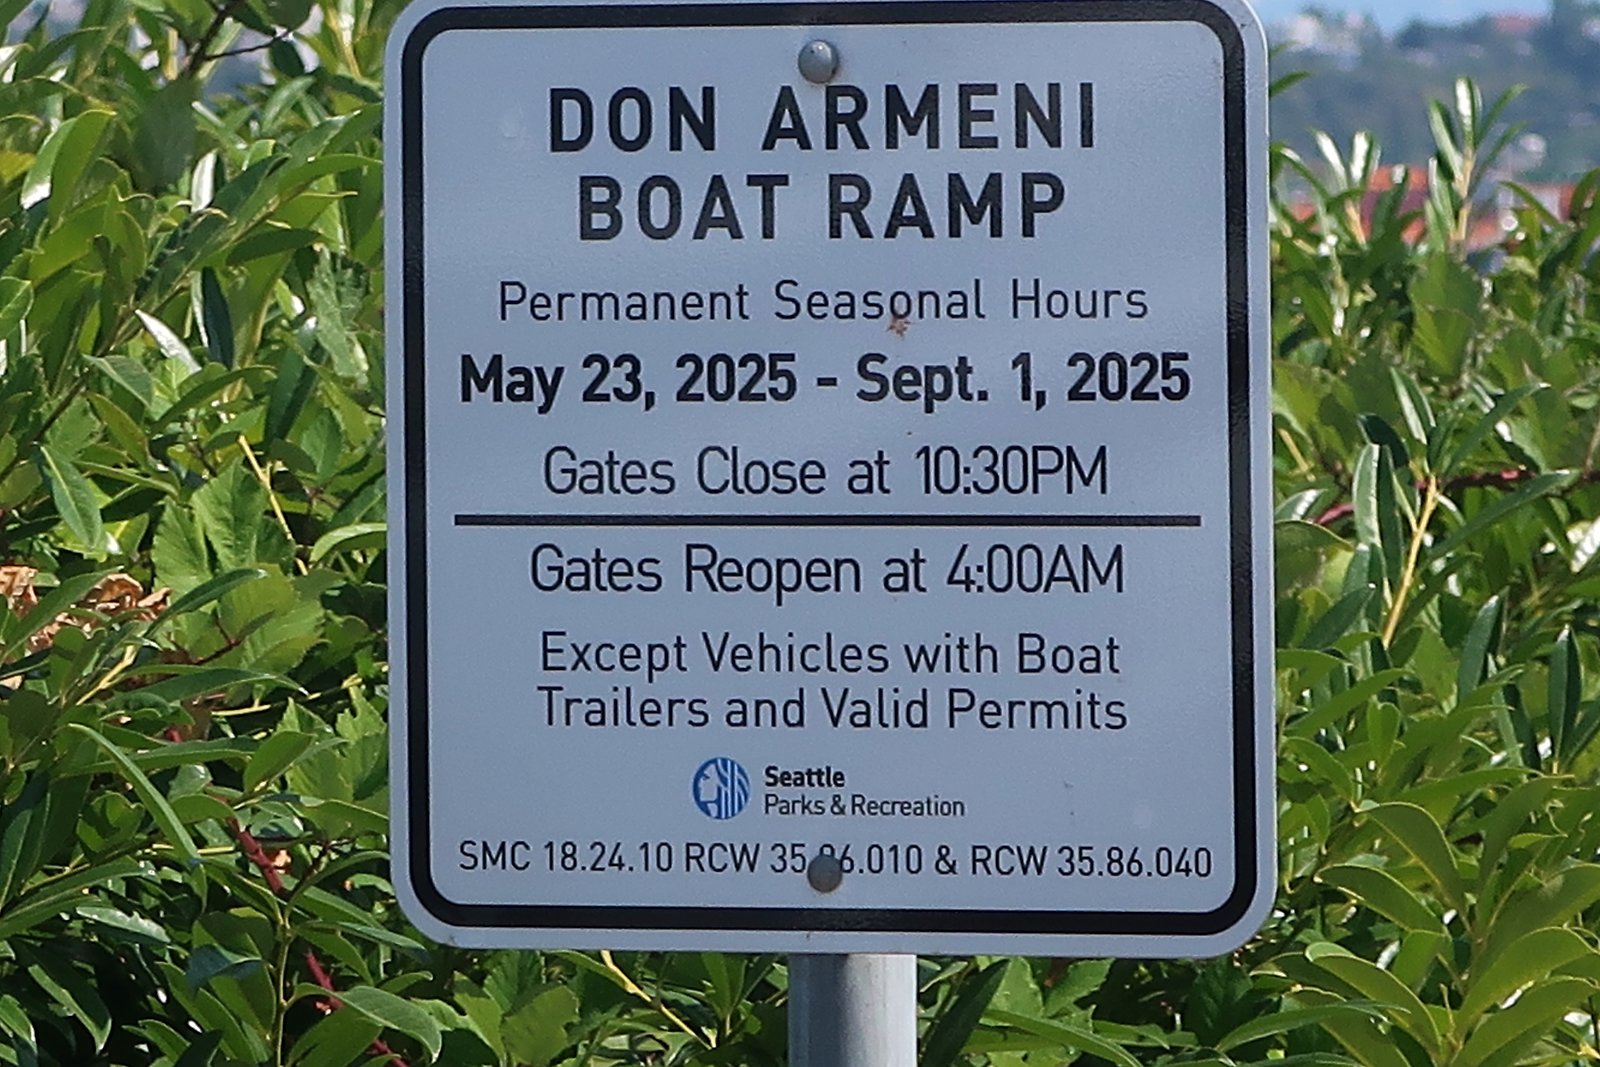 DON ARMENI
BOAT RAMP
Permanent Seasonal Hours
May 23, 2025 - Sept. 1, 2025
Gates Close at 10:30PM
Gates Reopen at 4:00AM
Except Vehicles with Boat
Trailers and Valid Permits
Seattle
Parks & Recreation
SMC 18.24.10 RCW & RCW 35.86.040